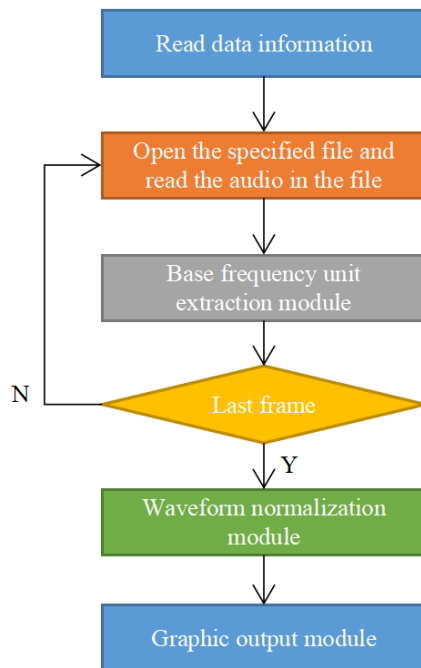 Read data information
Open the specified file and
read the audio in the file
Base frequency unit
extraction module
Last frame
N
Y
Waveform normalization
module
Graphic output module